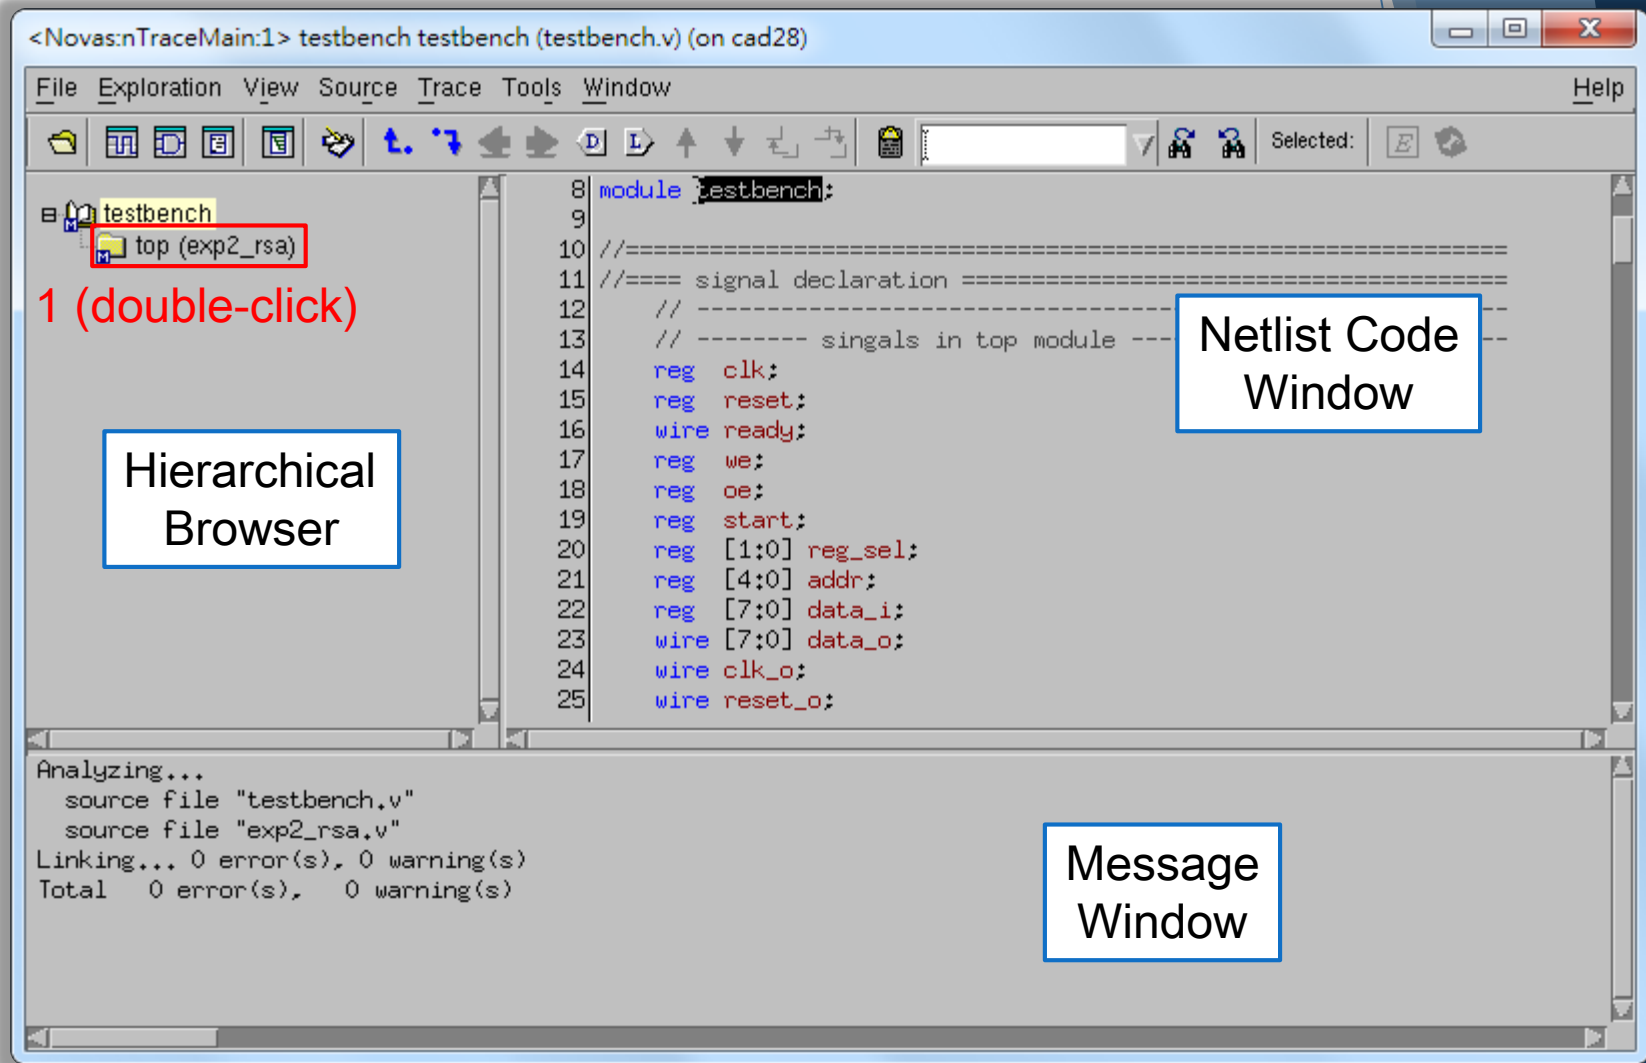 <Novas:nTraceMain:1> testbench testbench (testbench.v) (on cad28)
File Exploration View Source Trace Tools Window Help
Selected:
testbench
top (exp2_rsa)
1 (double-click)
Hierarchical
Browser
8 module testbench;
9
10 //===============================================================
11 //==== signal declaration =======================================
12 // ----------------------------------------------------------
13 // -------- singals in top module ---------------------------
14 reg clk;
15 reg reset;
16 wire ready;
17 reg we;
18 reg oe;
19 reg start;
20 reg [1:0] reg_sel;
21 reg [4:0] addr;
22 reg [7:0] data_i;
23 wire [7:0] data_o;
24 wire clk_o;
25 wire reset_o;
Netlist Code
Window
Analyzing...
source file "testbench.v"
source file "exp2_rsa.v"
Linking... 0 error(s), 0 warning(s)
Total 0 error(s), 0 warning(s)
Message
Window